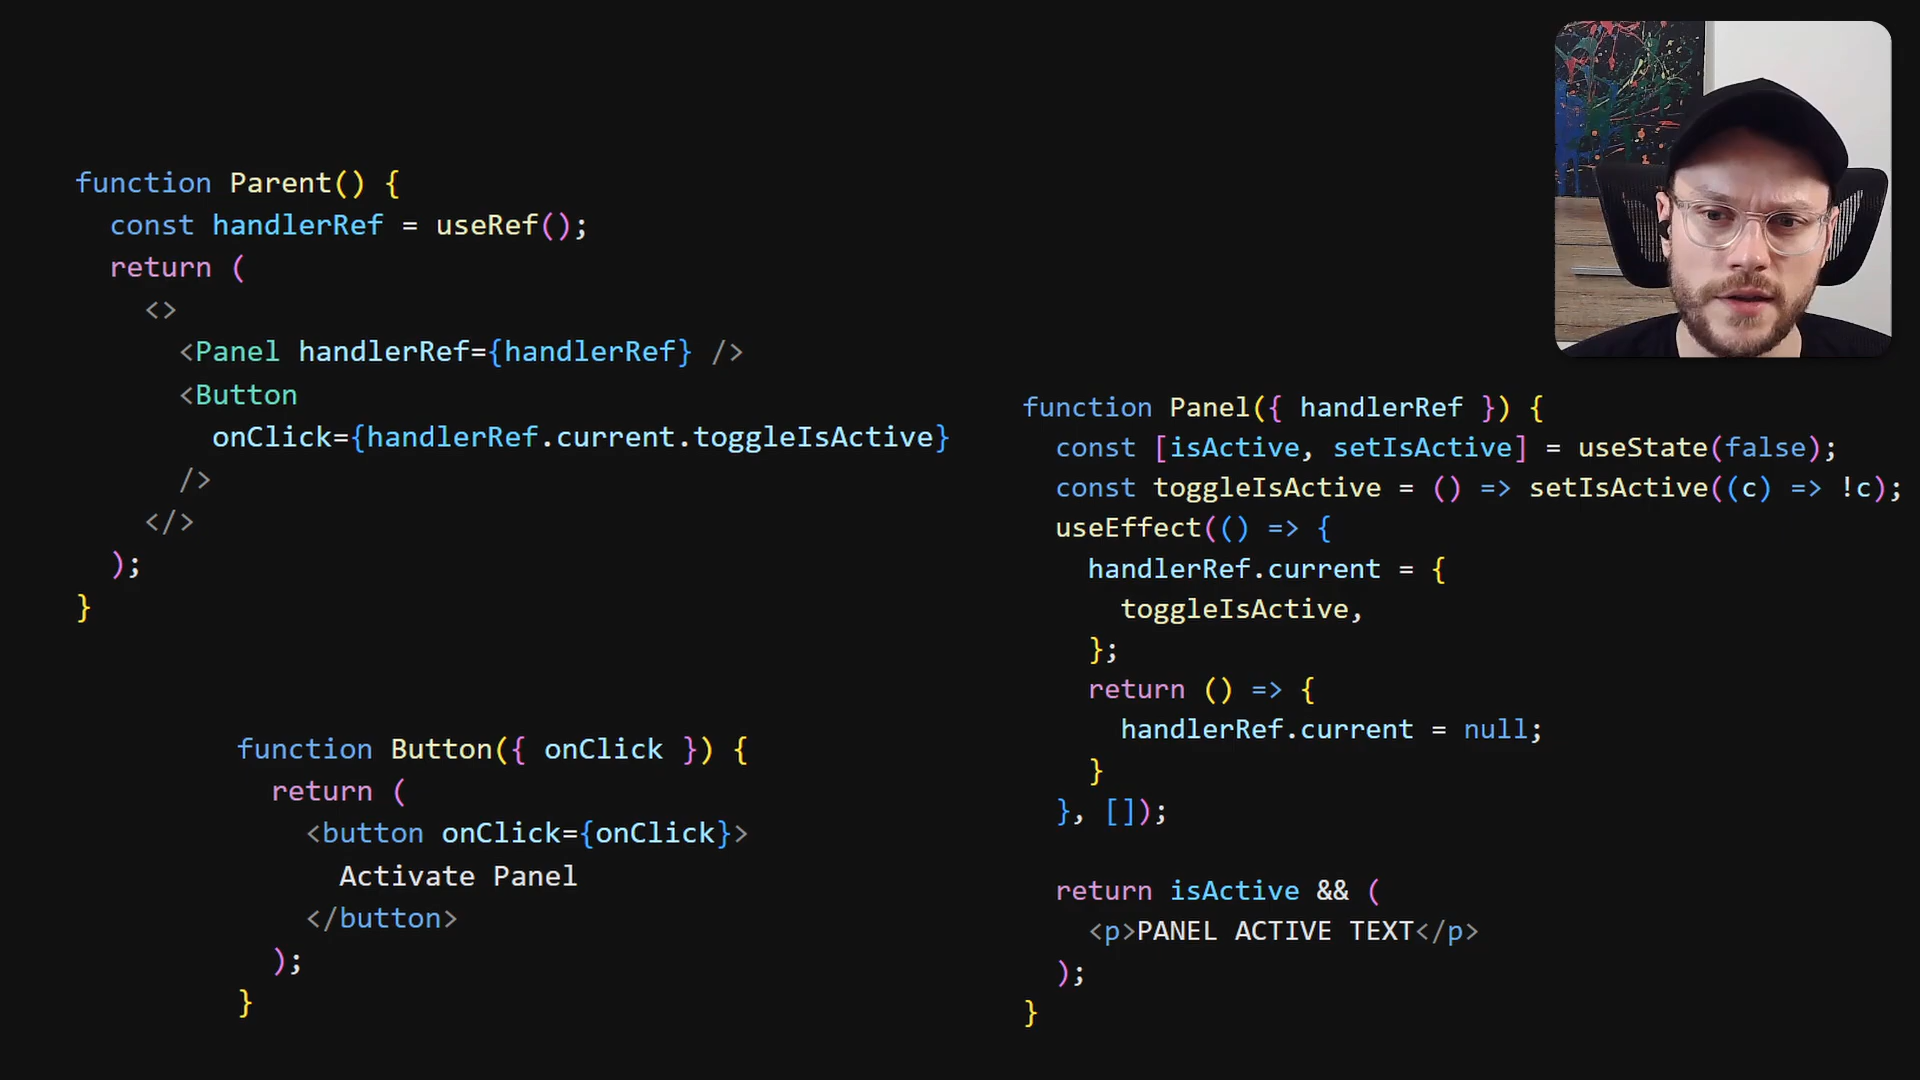 function Parent() {
const handlerRef = useRef();
return (
<>
<Panel handlerRef={handlerRef} />
<Button
onClick={handlerRef.current.toggleIsActive}
/>
</>
);
}
function Button({ onClick }) {
return (
<button onClick={onClick}>
Activate Panel
</button>
);
}
function Panel({ handlerRef }) {
const [isActive, setIsActive] = useState(false);
const toggleIsActive = () => setIsActive((c) => !c);
useEffect(() => {
handlerRef.current = {
toggleIsActive,
};
return () => {
handlerRef.current = null;
}
}, []);
return isActive && (
<p>PANEL ACTIVE TEXT</p>
);
}